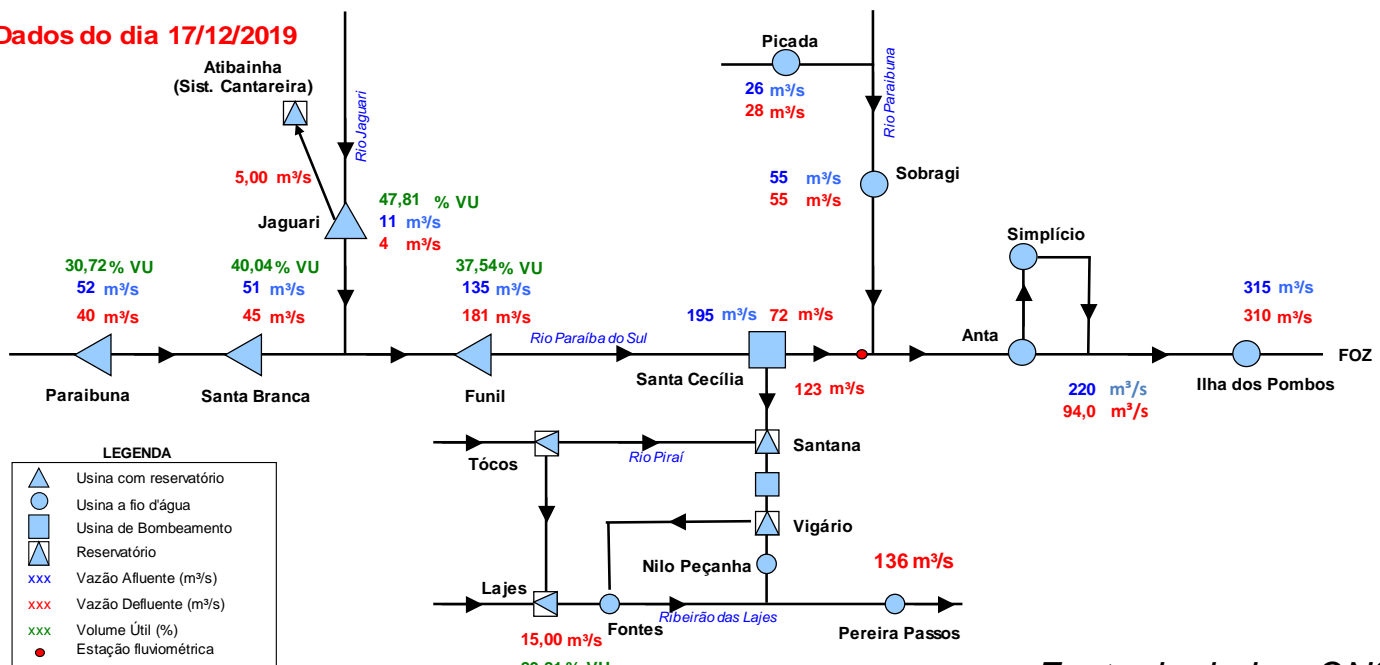 Dados do dia 17/12/2019
Atibainha
(Sist. Cantareira)
Rio Jaguari
5,00 m³/s
Jaguari
47,81 % VU
11 m³/s
4 m³/s
Picada
26 m³/s
28 m³/s
Rio Paraibuna
55 m³/s
55 m³/s
Sobragi
30,72 % VU
52 m³/s
40 m³/s
Paraibuna
40,04 % VU
51 m³/s
45 m³/s
Santa Branca
37,54 % VU
135 m³/s
181 m³/s
Funil
Rio Paraíba do Sul
195 m³/s 72 m³/s
Santa Cecília
123 m³/s
Simplício
Anta
220 m³/s
94,0 m³/s
315 m³/s
310 m³/s
Ilha dos Pombos
FOZ
Tócos
Rio Piraí
Santana
Vigário
Nilo Peçanha
136 m³/s
Lajes
Fontes
Ribeirão das Lajes
Pereira Passos
15,00 m³/s
LEGENDA
Usina com reservatório
Usina a fio d'água
Usina de Bombeamento
Reservatório
xxx Vazão Afluente (m³/s)
xxx Vazão Defluente (m³/s)
xxx Volume Útil (%)
Estação fluviométrica